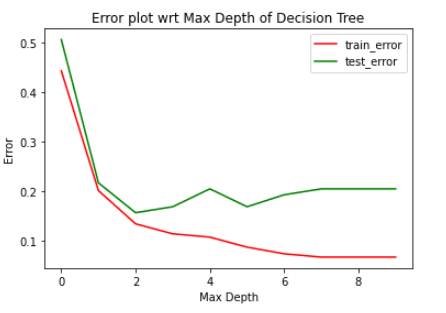 Error plot wrt Max Depth of Decision Tree
train_error
test_error
Error
0.5
0.4
0.3
0.2
0.1
0 2 4 6 8
Max Depth